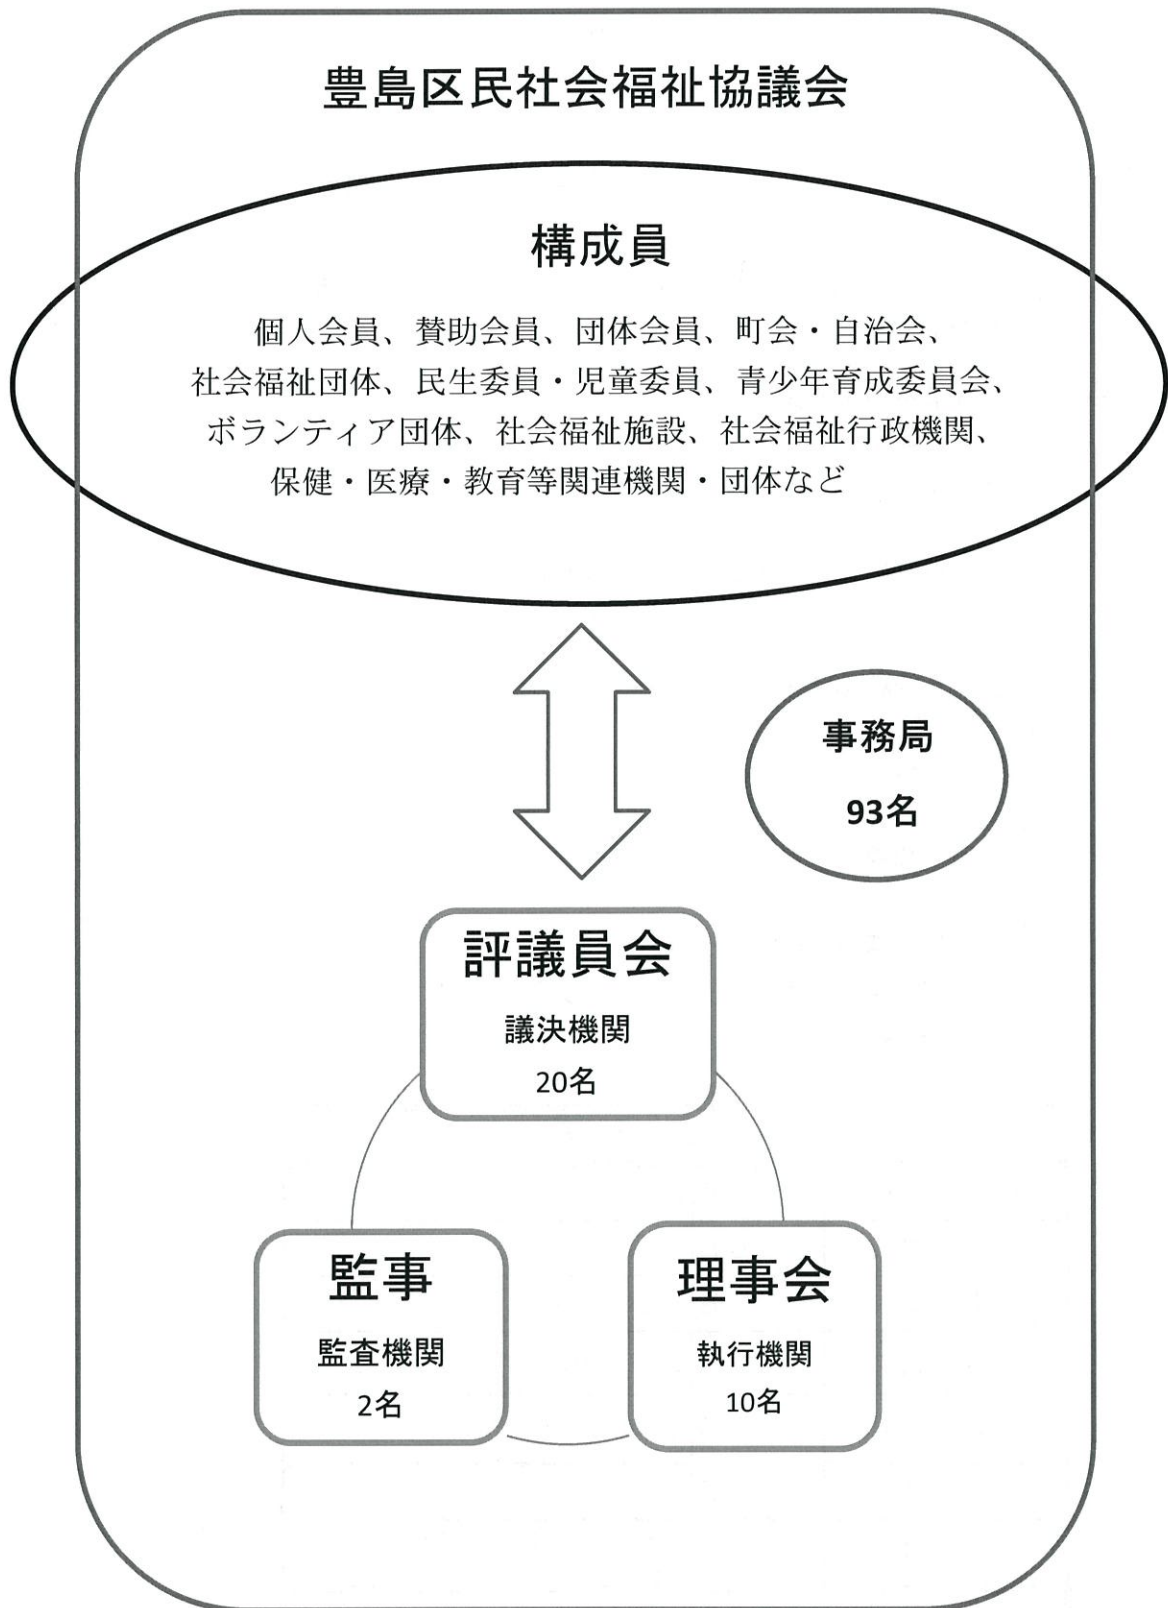 豊島区民社会福祉協議会
構成員
個人会員、賛助会員、団体会員、町会・自治会、
社会福祉団体、民生委員・児童委員、青少年育成委員会、
ボランティア団体、社会福祉施設、社会福祉行政機関、
保健・医療・教育等関連機関・団体など
事務局
93名
評議員会
議決機関
20名
監事
監査機関
2名
理事会
執行機関
10名